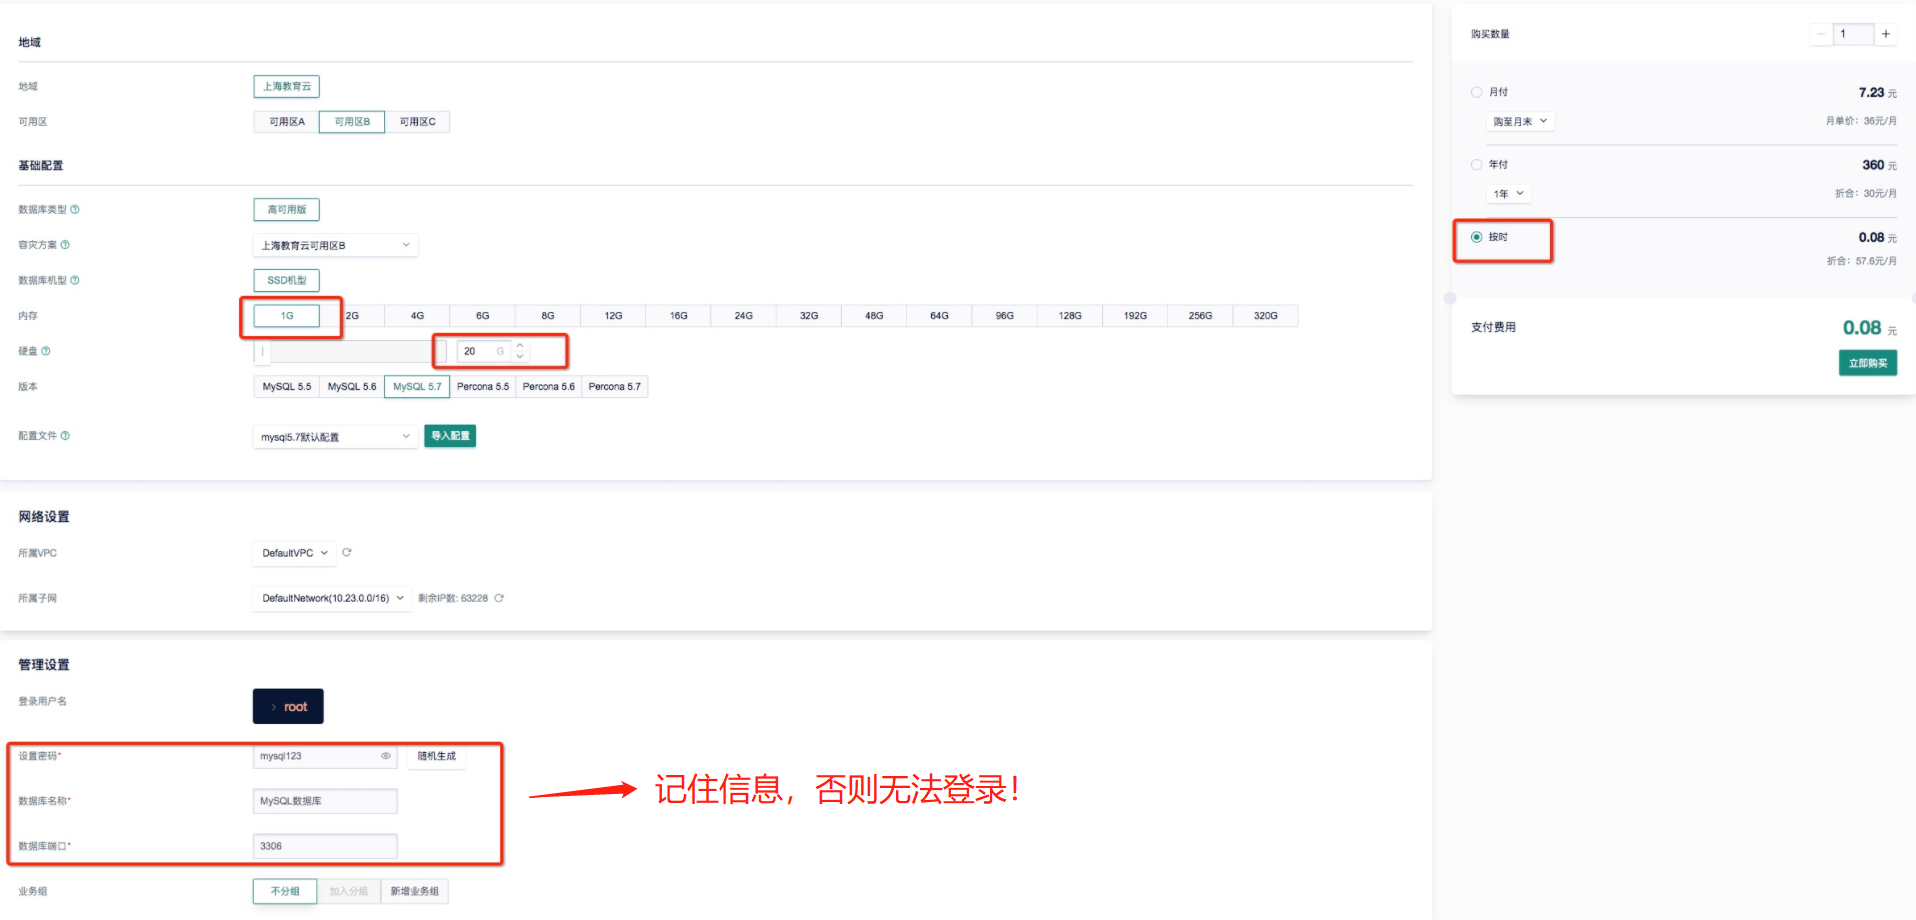 地域
地域
上海教育云
可用区
可用区A 可用区B 可用区C
基础配置
数据库类型
高可用版
容灾方案
上海教育云可用区B
数据库机型
SSD机型
内存
1G 2G 4G 6G 8G 12G 16G 24G 32G 48G 64G 96G 128G 192G 256G 320G
硬盘
20 G
版本
MySQL 5.5 MySQL 5.6 MySQL 5.7 Percona 5.5 Percona 5.6 Percona 5.7
配置文件
mysql5.7默认配置 导入配置
网络设置
所属VPC
DefaultVPC
所属子网
DefaultNetwork(10.23.0.0/16) 剩余IP数: 63228
管理设置
登录用户名
> root
设置密码*
mysql123 随机生成
数据库名称*
MySQL数据库
数据库端口*
3306
记住信息，否则无法登录！
业务组
不分组 加入分组 新增业务组
购买数量
− 1 +
月付 7.23 元
购至月末 月单价：36元/月
年付 360 元
1年 折合：30元/月
按时 0.08 元
折合：57.6元/月
支付费用 0.08 元
立即购买